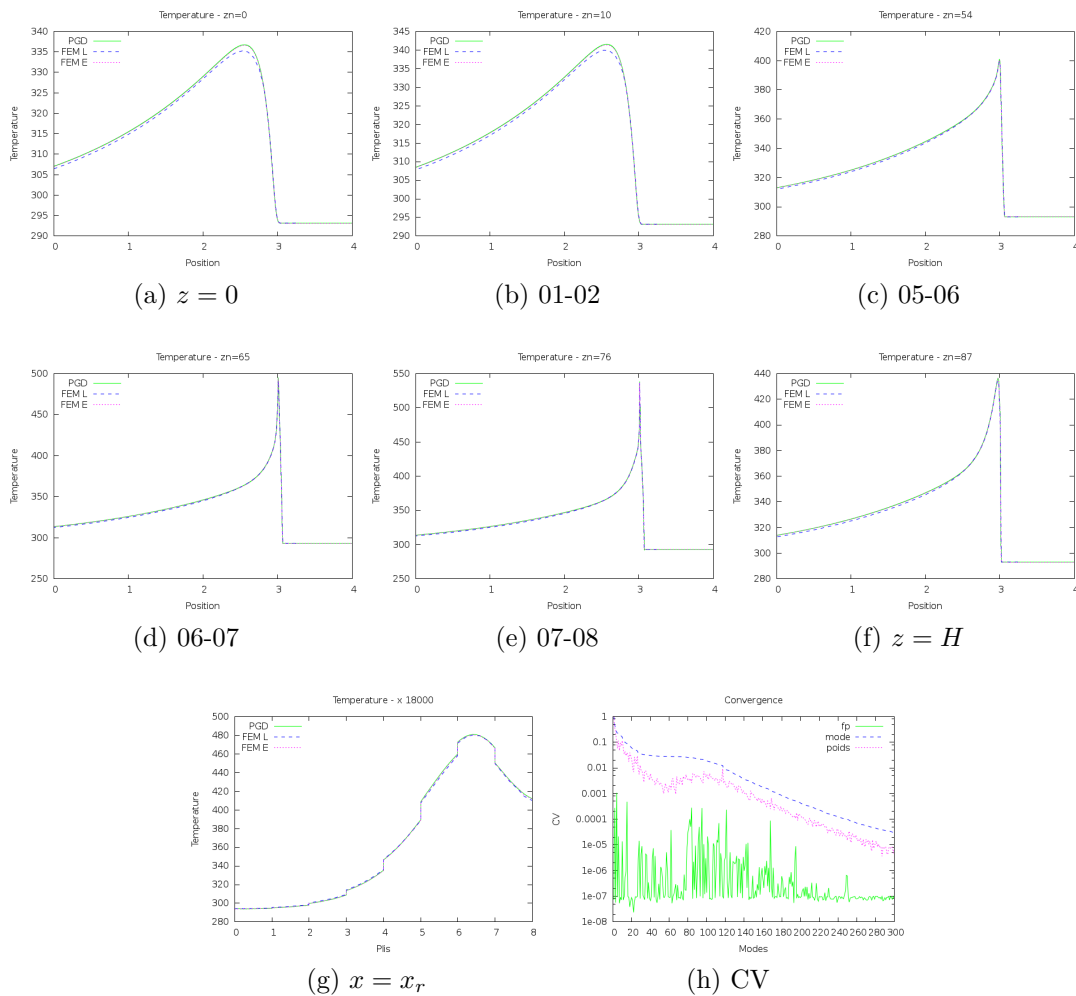 Temperature - zn=0
Temperature
PGD
FEM L
FEM E
340
335
330
325
320
315
310
305
300
295
290
0 1 2 3 4
Position
(a) z = 0
Temperature - zn=10
Temperature
PGD
FEM L
FEM E
345
340
335
330
325
320
315
310
305
300
295
290
0 1 2 3 4
Position
(b) 01-02
Temperature - zn=54
Temperature
PGD
FEM L
FEM E
420
400
380
360
340
320
300
280
0 1 2 3 4
Position
(c) 05-06
Temperature - zn=65
Temperature
PGD
FEM L
FEM E
500
450
400
350
300
250
0 1 2 3 4
Position
(d) 06-07
Temperature - zn=76
Temperature
PGD
FEM L
FEM E
550
500
450
400
350
300
250
0 1 2 3 4
Position
(e) 07-08
Temperature - zn=87
Temperature
PGD
FEM L
FEM E
440
420
400
380
360
340
320
300
280
0 1 2 3 4
Position
(f) z = H
Temperature - x 18000
Temperature
PGD
FEM L
FEM E
500
480
460
440
420
400
380
360
340
320
300
280
0 1 2 3 4 5 6 7 8
Plis
(g) x = x_r
Convergence
CV
fp
mode
poids
1
0.1
0.01
0.001
0.0001
1e-05
1e-06
1e-07
1e-08
0 20 40 60 80 100 120 140 160 180 200 220 240 260 280 300
Modes
(h) CV